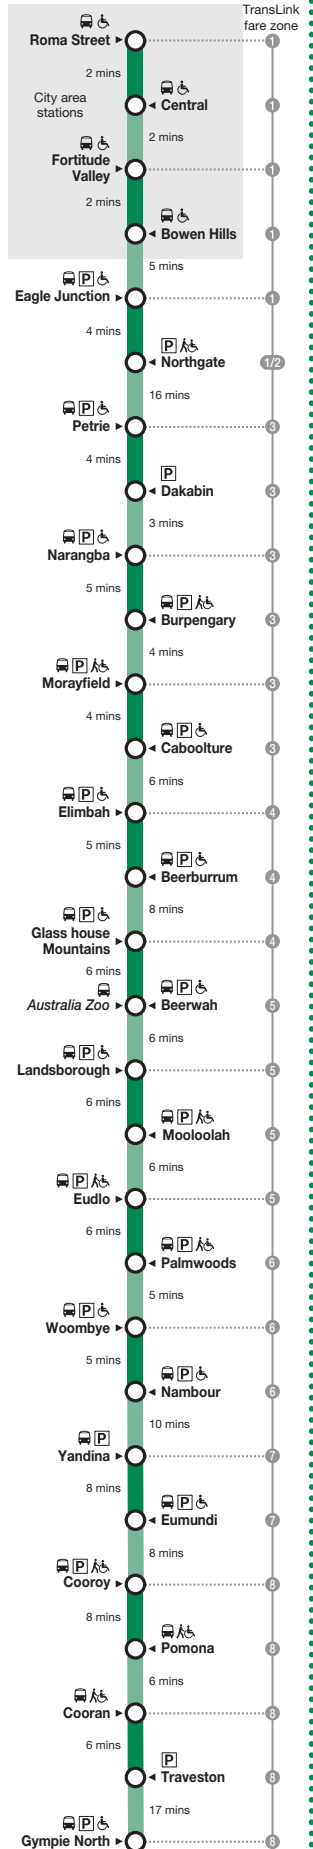 TransLink
fare zone
Roma Street
1
2 mins
City area
stations
Central
1
2 mins
Fortitude
Valley
1
2 mins
Bowen Hills
1
5 mins
P
Eagle Junction
1
4 mins
P
Northgate
1/2
16 mins
P
Petrie
3
4 mins
P
Dakabin
3
3 mins
P
Narangba
3
5 mins
P
Burpengary
3
4 mins
P
Morayfield
3
4 mins
P
Caboolture
3
6 mins
P
Elimbah
4
5 mins
P
Beerburrum
4
8 mins
P
Glass house
Mountains
4
6 mins
P
Australia Zoo Beerwah
5
6 mins
P
Landsborough
5
6 mins
P
Mooloolah
5
6 mins
P
Eudlo
5
6 mins
P
Palmwoods
6
5 mins
P
Woombye
6
5 mins
P
Nambour
6
10 mins
P
Yandina
7
8 mins
P
Eumundi
7
8 mins
P
Cooroy
8
8 mins
Pomona
8
6 mins
Cooran
8
6 mins
P
Traveston
8
17 mins
P
Gympie North
8